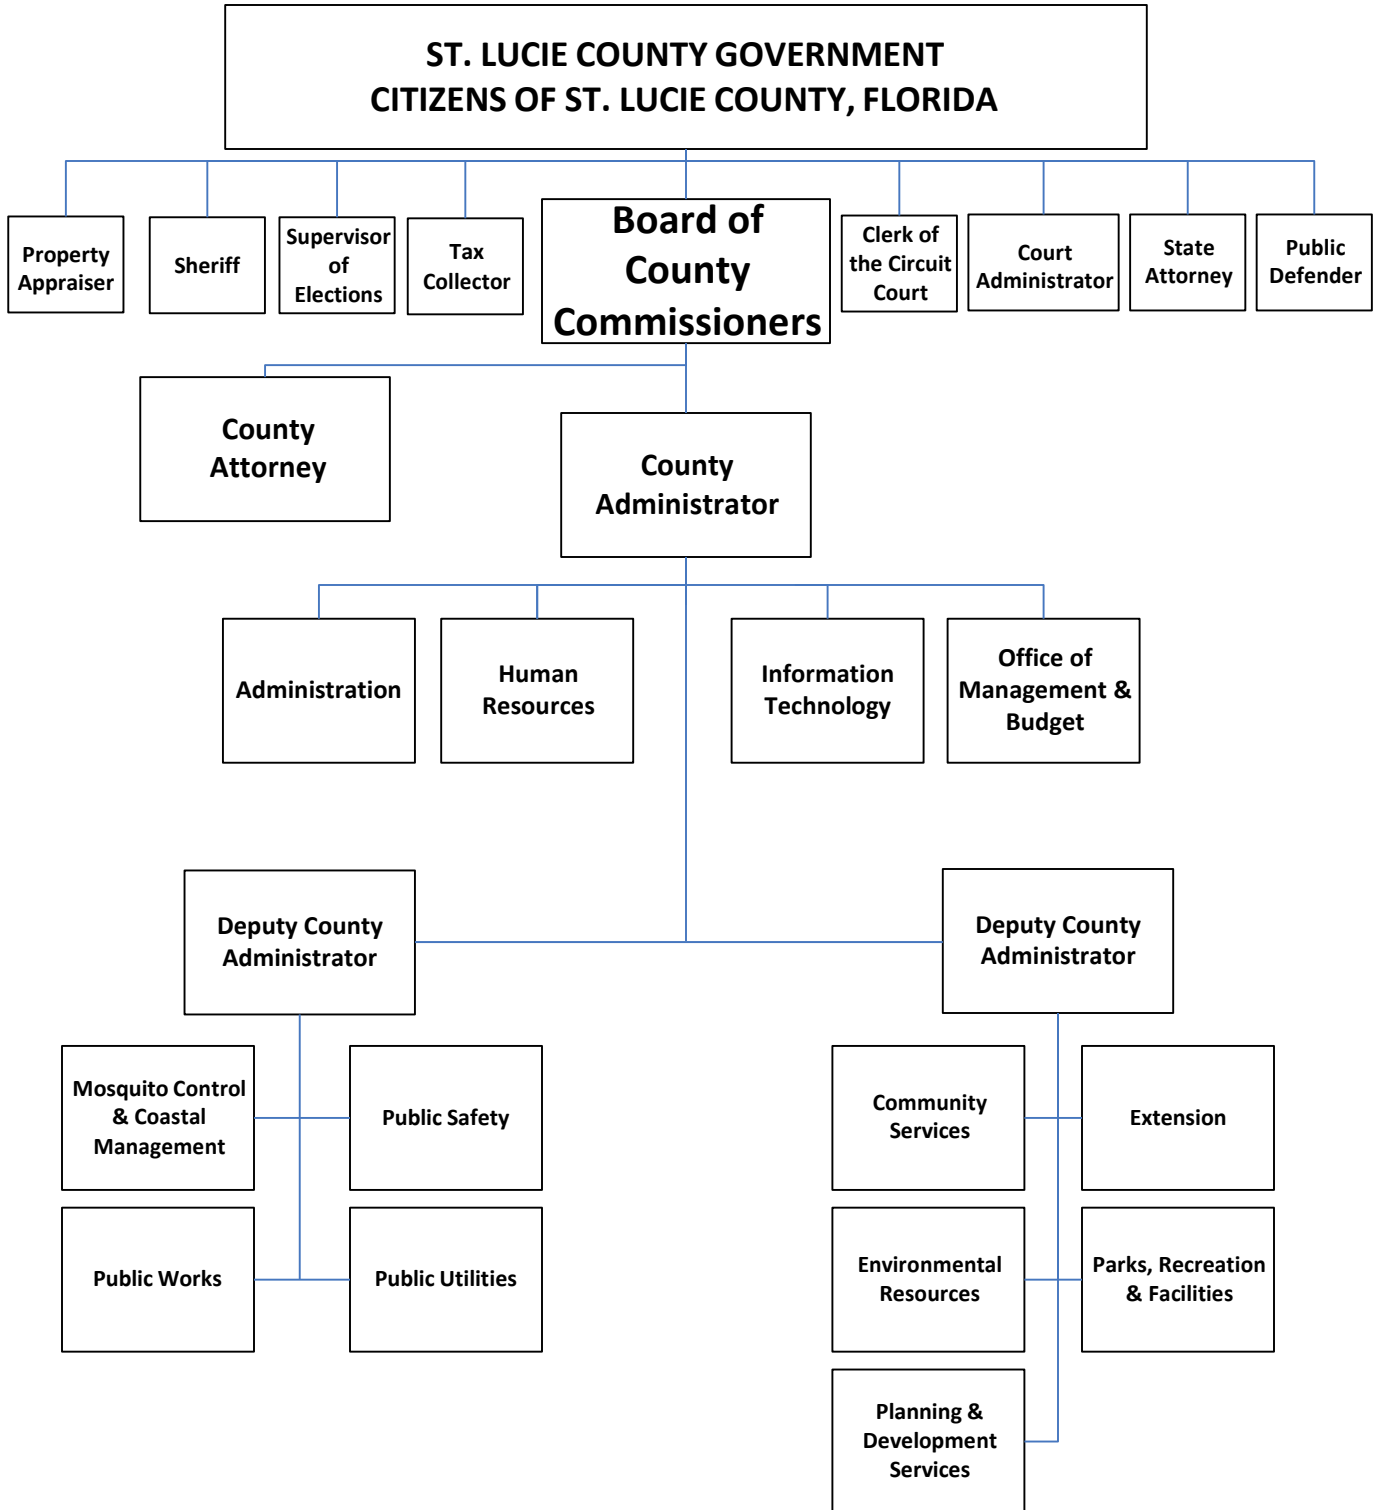 ST. LUCIE COUNTY GOVERNMENT
CITIZENS OF ST. LUCIE COUNTY, FLORIDA
Property
Appraiser
Sheriff
Supervisor
of
Elections
Tax
Collector
Board of
County
Commissioners
Clerk of
the Circuit
Court
Court
Administrator
State
Attorney
Public
Defender
County
Attorney
County
Administrator
Administration
Human
Resources
Information
Technology
Office of
Management &
Budget
Deputy County
Administrator
Deputy County
Administrator
Mosquito Control
& Coastal
Management
Public Safety
Community
Services
Extension
Public Works
Public Utilities
Environmental
Resources
Parks, Recreation
& Facilities
Planning &
Development
Services